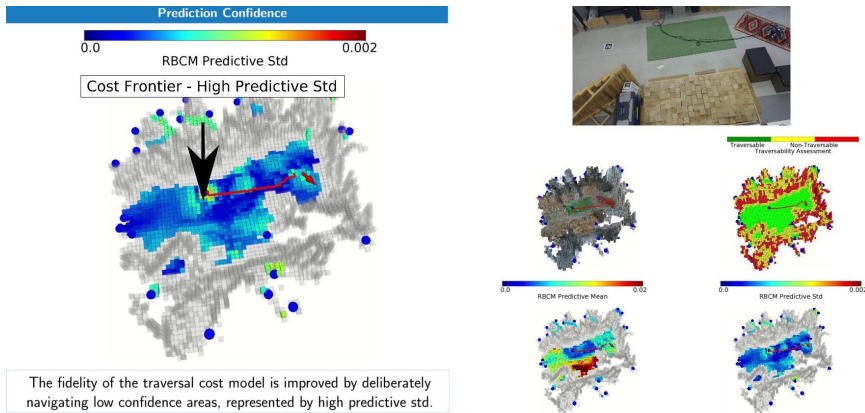 Prediction Confidence
0.0 0.002
RBCM Predictive Std
Cost Frontier - High Predictive Std
The fidelity of the traversal cost model is improved by deliberately
navigating low confidence areas, represented by high predictive std.
Traversable Non-Traversable
Traversability Assessment
0.0 0.02
RBCM Predictive Mean
0.0 0.002
RBCM Predictive Std